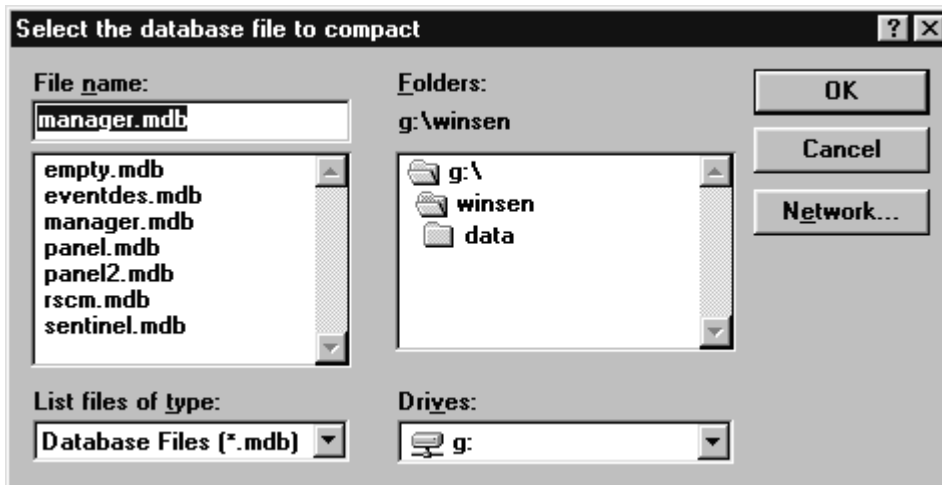 Select the database file to compact
File name:
manager.mdb
empty.mdb
eventdes.mdb
manager.mdb
panel.mdb
panel2.mdb
rscm.mdb
sentinel.mdb
List files of type:
Database Files (*.mdb)
Folders:
g:\winsen
g:\
winsen
data
Drives:
g:
OK
Cancel
Network...